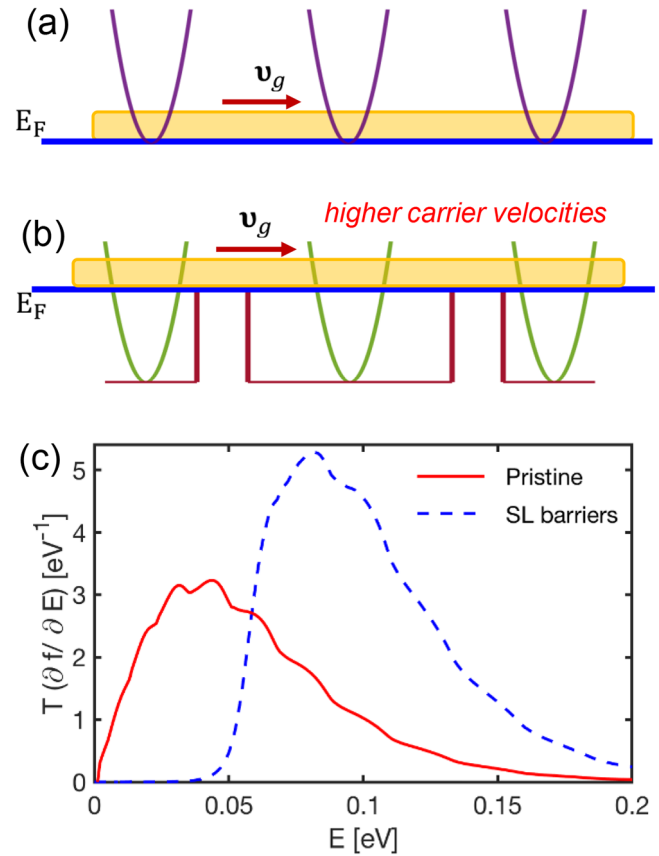 (a)
𝛖g
EF
higher carrier velocities
𝛖g
(b)
EF
(c)
Pristine
SL barriers
T (∂f/ ∂ E) [eV⁻¹]
5
4
3
2
1
0
0
0.05
0.1
0.15
0.2
E [eV]